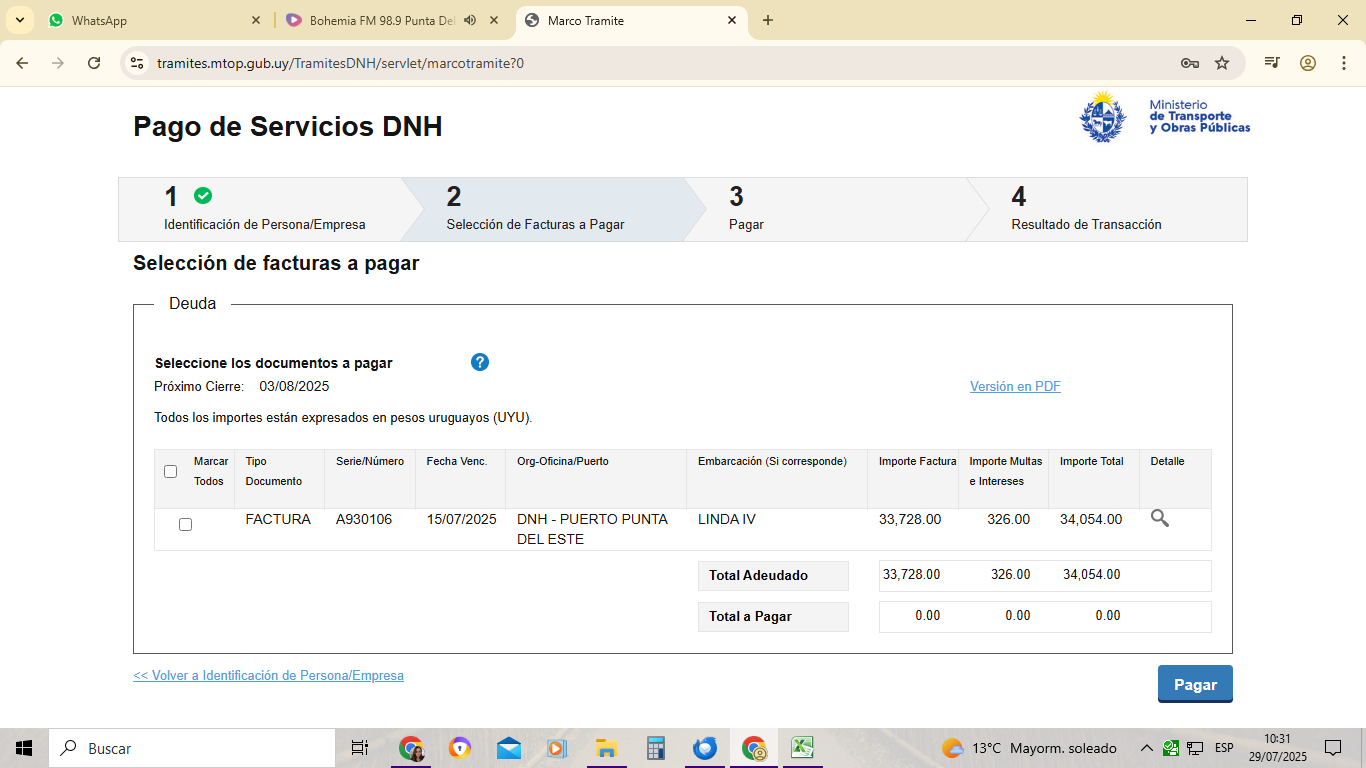 WhatsApp
Bohemia FM 98.9 Punta Del
Marco Tramite
tramites.mtop.gub.uy/TramitesDNH/servlet/marcotramite?0
Pago de Servicios DNH
Ministerio
de Transporte
y Obras Públicas
1
Identificación de Persona/Empresa
2
Selección de Facturas a Pagar
3
Pagar
4
Resultado de Transacción
Selección de facturas a pagar
Deuda
Seleccione los documentos a pagar ?
Próximo Cierre: 03/08/2025 Versión en PDF
Todos los importes están expresados en pesos uruguayos (UYU).
Marcar Tipo Serie/Número Fecha Venc. Org-Oficina/Puerto Embarcación (Si corresponde) Importe Factura Importe Multas Importe Total Detalle
Todos Documento e Intereses
FACTURA A930106 15/07/2025 DNH - PUERTO PUNTA LINDA IV 33,728.00 326.00 34,054.00
DEL ESTE
Total Adeudado 33,728.00 326.00 34,054.00
Total a Pagar 0.00 0.00 0.00
<< Volver a Identificación de Persona/Empresa
Pagar
Buscar
13°C Mayorm. soleado
ESP
10:31
29/07/2025